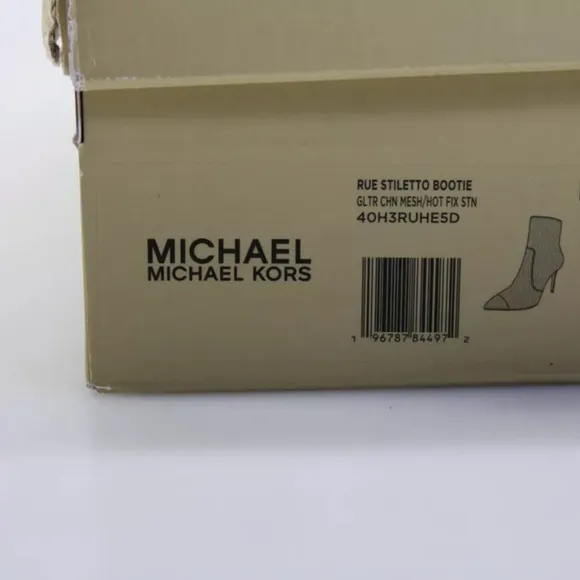 MICHAEL
MICHAEL KORS
RUE STILETTO BOOTIE
GLTR CHN MESH/HOT FIX STN
40H3RUHE5D
1 96787 84497 2